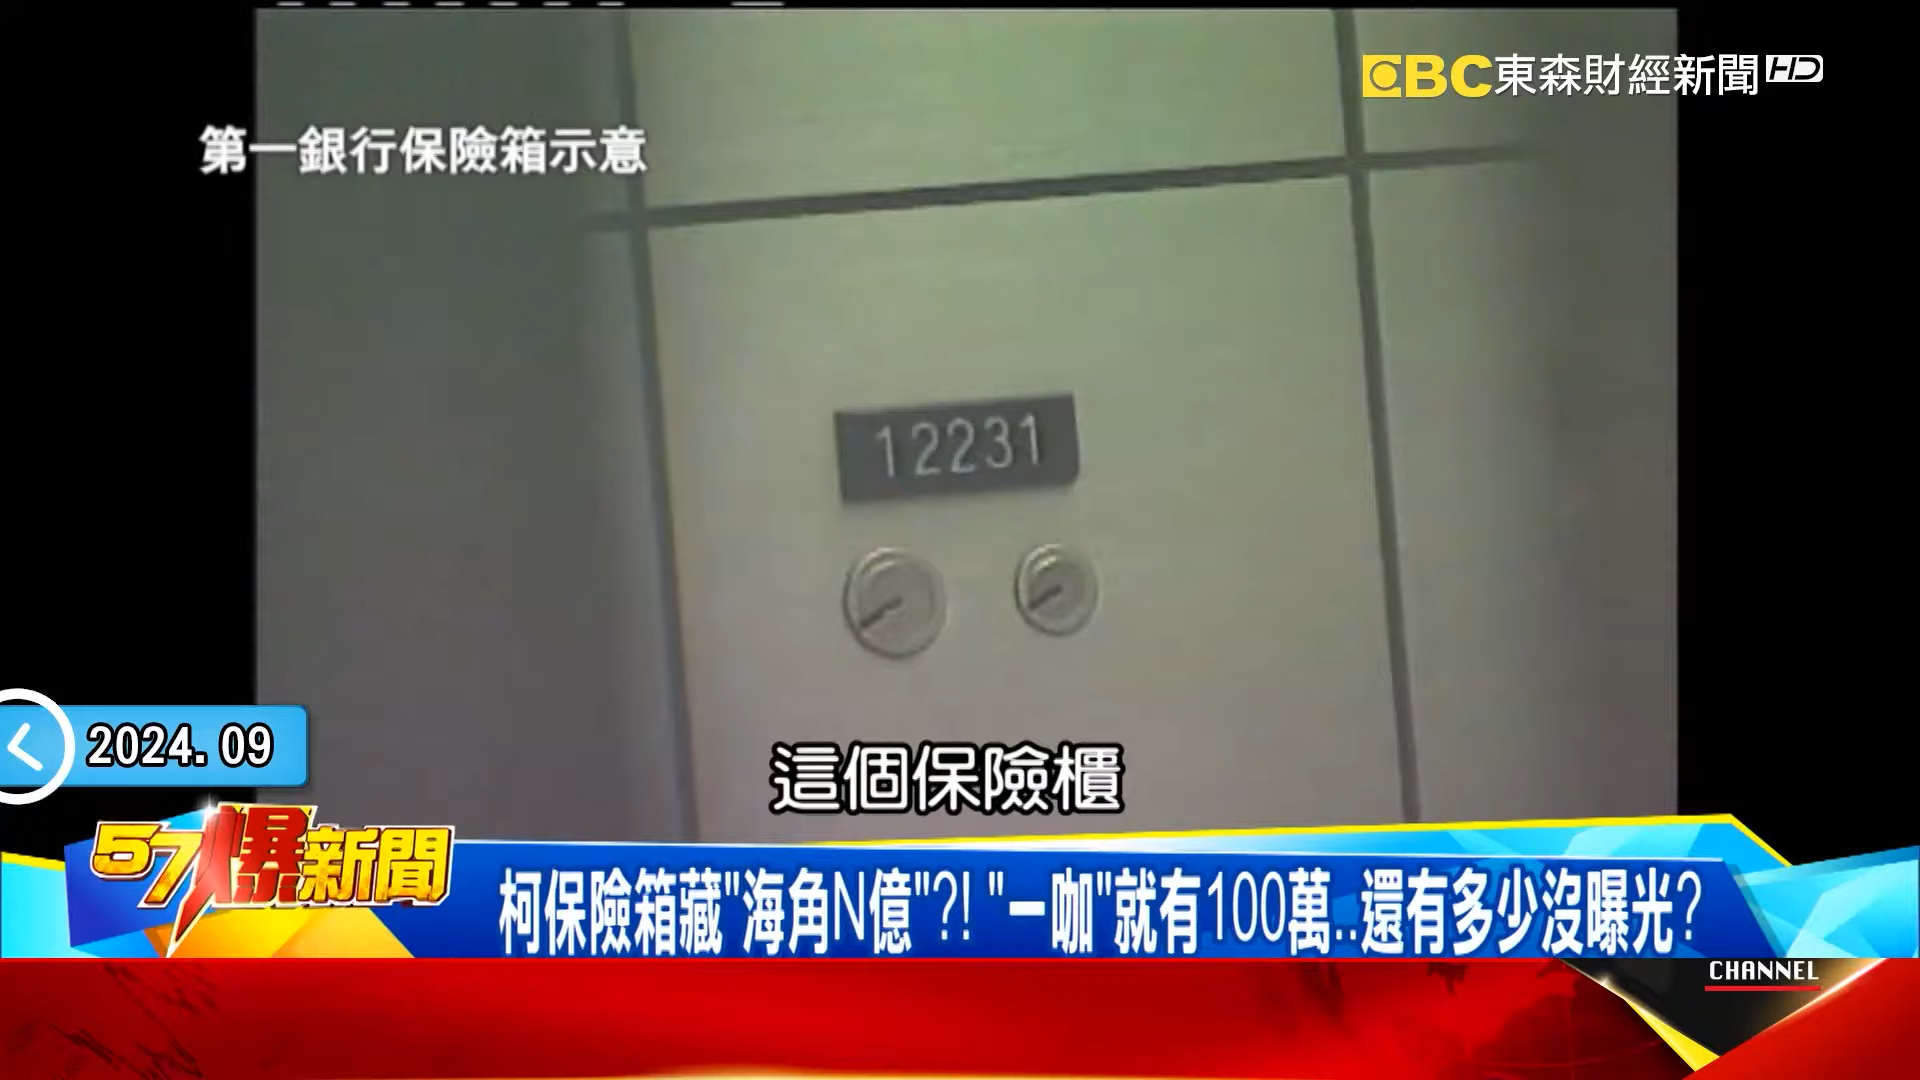 EBC東森財經新聞HD
第一銀行保險箱示意
12231
2024.09
這個保險櫃
57爆新聞
柯保險箱藏"海角N億"?! "一咖"就有100萬..還有多少沒曝光?
CHANNEL